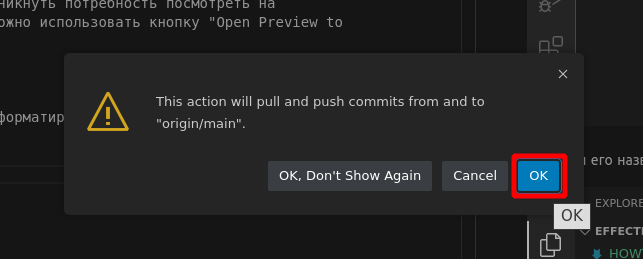 никнуть потребность посмотреть на
ожно использовать кнопку "Open Preview to
This action will pull and push commits from and to
"origin/main".
форматир
OK, Don't Show Again
Cancel
OK
и его назв
EXPLORE
OK
EFFECTI
HOW